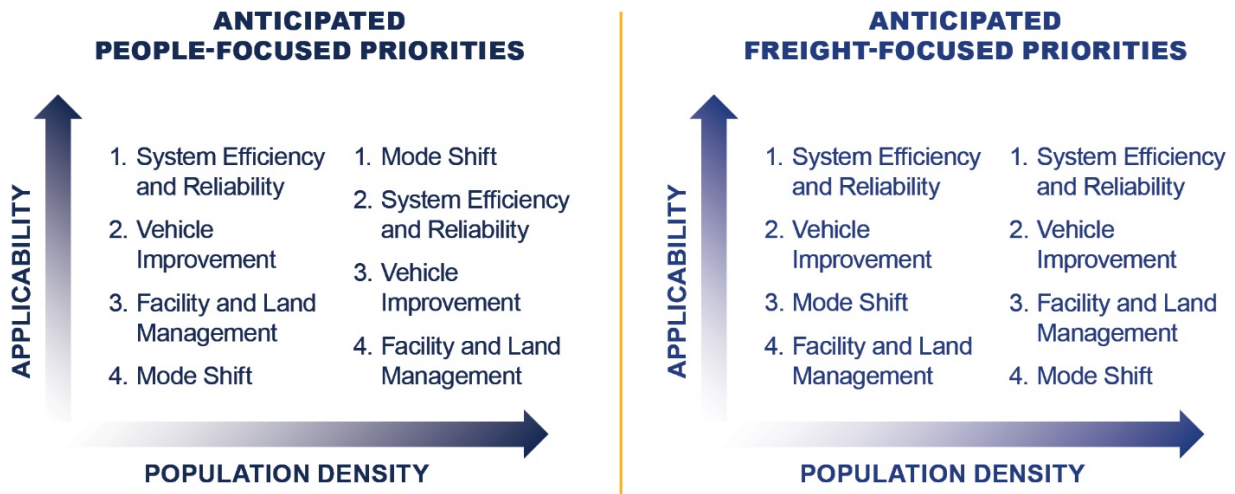 ANTICIPATED
PEOPLE-FOCUSED PRIORITIES
APPLICABILITY
1. System Efficiency
and Reliability
2. Vehicle
Improvement
3. Facility and Land
Management
4. Mode Shift
1. Mode Shift
2. System Efficiency
and Reliability
3. Vehicle
Improvement
4. Facility and Land
Management
POPULATION DENSITY
ANTICIPATED
FREIGHT-FOCUSED PRIORITIES
APPLICABILITY
1. System Efficiency
and Reliability
2. Vehicle
Improvement
3. Mode Shift
4. Facility and Land
Management
1. System Efficiency
and Reliability
2. Vehicle
Improvement
3. Facility and Land
Management
4. Mode Shift
POPULATION DENSITY